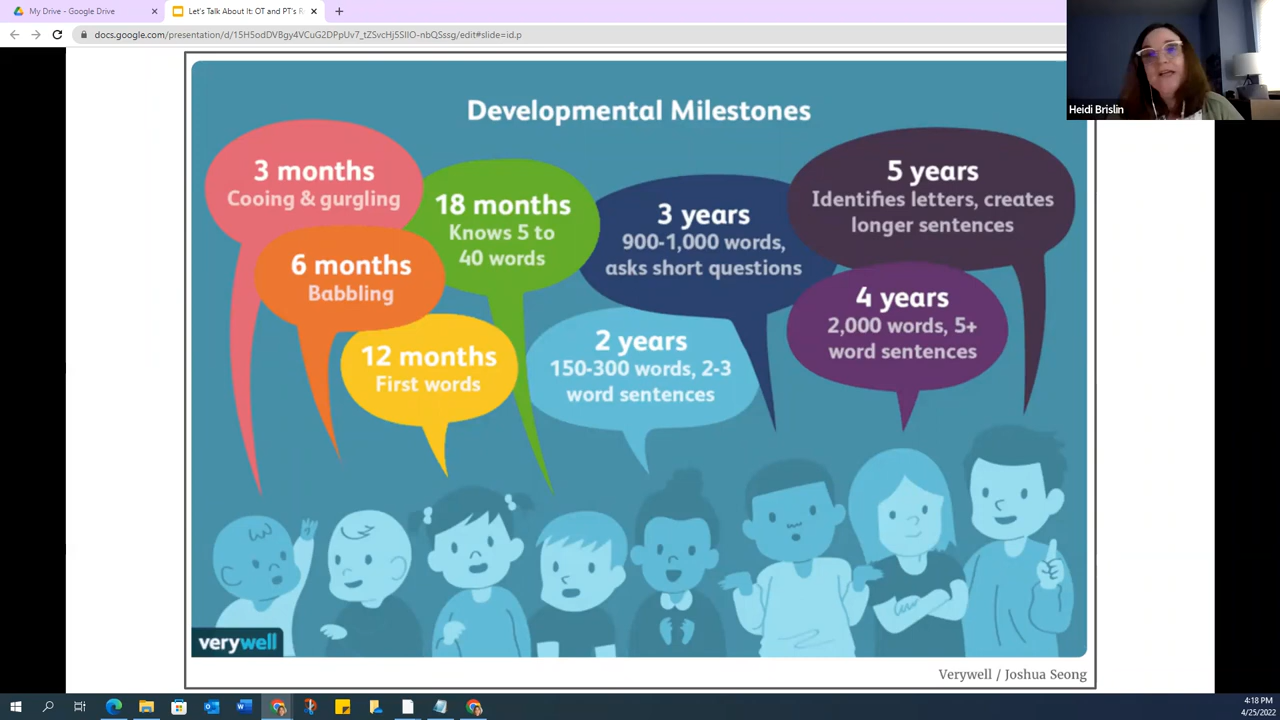 My Drive - Google Drive
Let's Talk About It: OT and PT's R
docs.google.com/presentation/d/15H5odDVBgy4VCuG2DPpUv7_tZSvcHj5SIIO-nbQSssg/edit#slide=id.p
Heidi Brislin
Developmental Milestones
3 months
Cooing & gurgling
6 months
Babbling
12 months
First words
18 months
Knows 5 to
40 words
2 years
150-300 words, 2-3
word sentences
3 years
900-1,000 words,
asks short questions
4 years
2,000 words, 5+
word sentences
5 years
Identifies letters, creates
longer sentences
verywell
Verywell / Joshua Seong
4:18 PM
4/25/2022